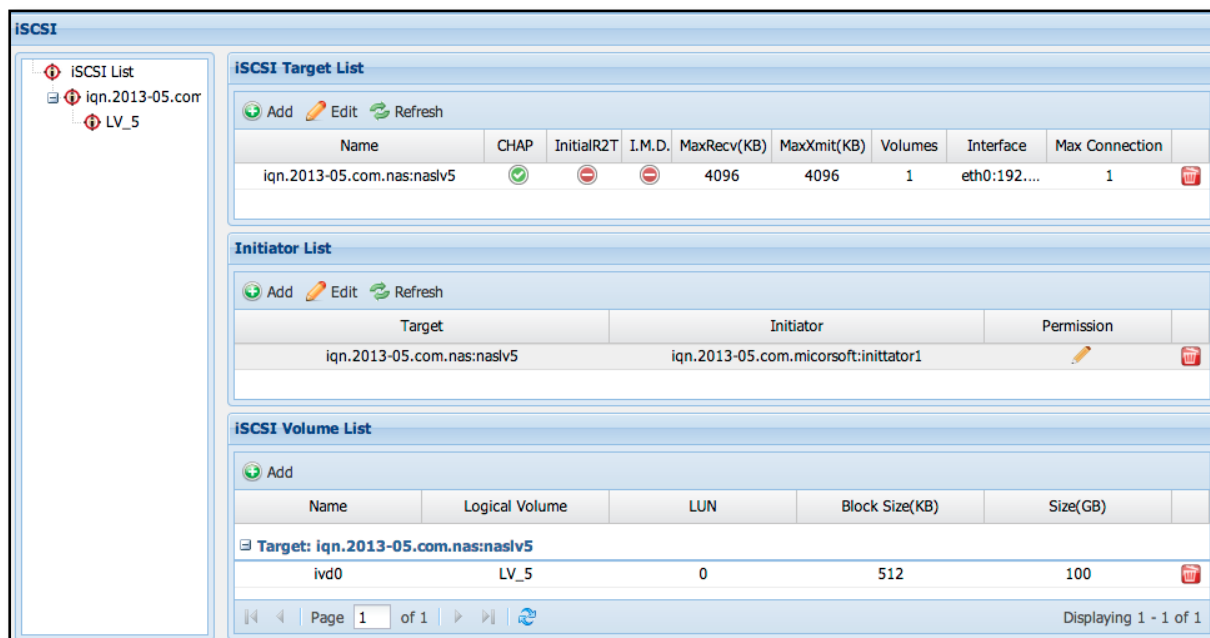 iSCSI
iSCSI List
iqn.2013-05.com
LV_5
iSCSI Target List
Add Edit Refresh
Name CHAP InitialR2T I.M.D. MaxRecv(KB) MaxXmit(KB) Volumes Interface Max Connection
iqn.2013-05.com.nas:naslv5 4096 4096 1 eth0:192.... 1
Initiator List
Add Edit Refresh
Target Initiator Permission
iqn.2013-05.com.nas:naslv5 iqn.2013-05.com.micorsoft:inittator1
iSCSI Volume List
Add
Name Logical Volume LUN Block Size(KB) Size(GB)
Target: iqn.2013-05.com.nas:naslv5
ivd0 LV_5 0 512 100
Page 1 of 1 Displaying 1 - 1 of 1